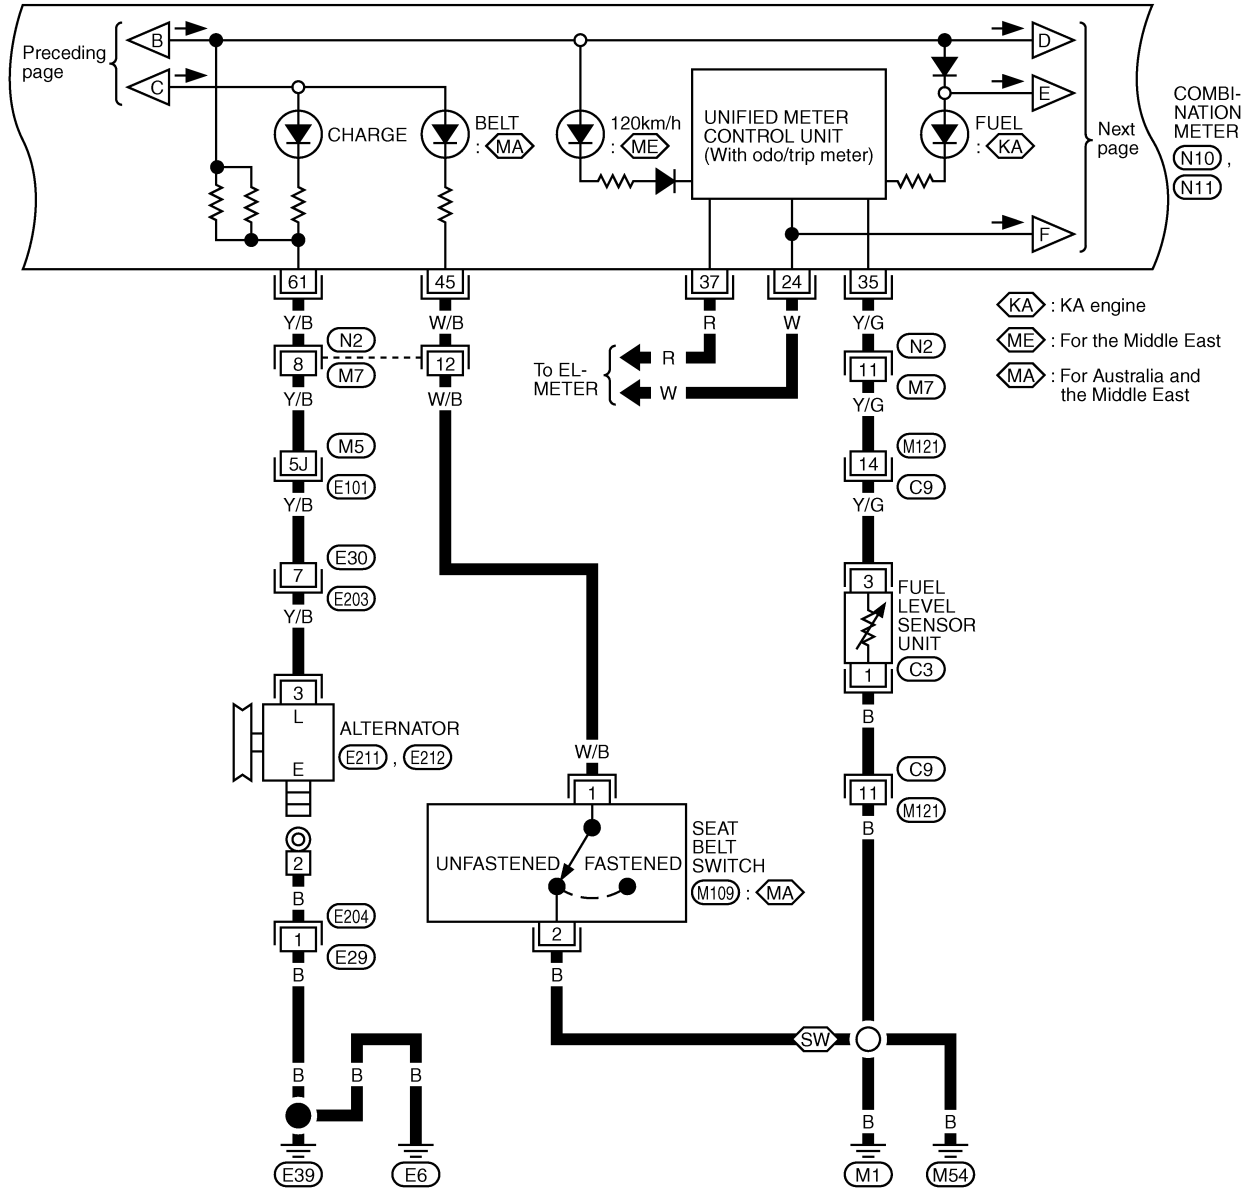 Preceding
page
B
C
D
E
F
Next
page
CHARGE
BELT
: MA
120km/h
: ME
UNIFIED METER
CONTROL UNIT
(With odo/trip meter)
FUEL
: KA
COMBI-
NATION
METER
N10 ,
N11
61
45
37
24
35
Y/B
W/B
R
W
Y/G
KA : KA engine
ME : For the Middle East
MA : For Australia and
the Middle East
N2
8
12
M7
Y/B
W/B
To EL-
METER
R
W
N2
11
M7
Y/G
M5
5J
E101
Y/B
M121
14
C9
Y/G
E30
7
E203
Y/B
3
FUEL
LEVEL
SENSOR
UNIT
C3
1
B
3
L
E
ALTERNATOR
E211 , E212
W/B
1
C9
11
M121
B
UNFASTENED
FASTENED
SEAT
BELT
SWITCH
M109 : MA
2
B
2
B
E204
1
E29
B
SW
B
B
B
B
B
E39
E6
M1
M54